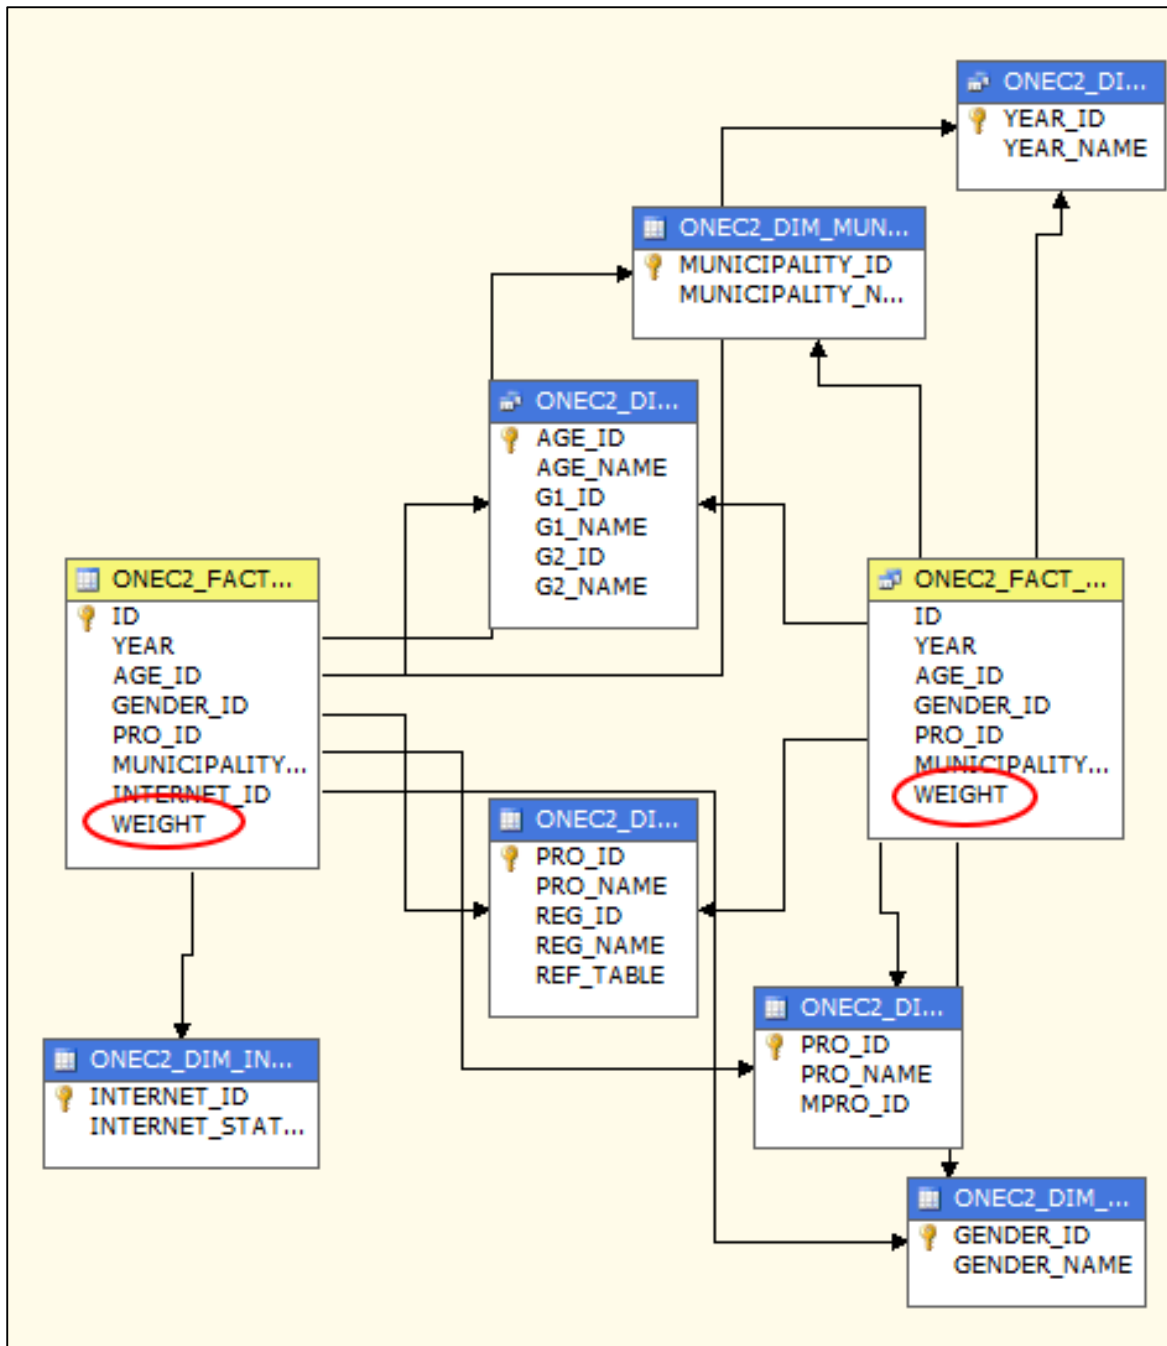 ONEC2_DI...
YEAR_ID
YEAR_NAME
ONEC2_DIM_MUN...
MUNICIPALITY_ID
MUNICIPALITY_N...
ONEC2_DI...
AGE_ID
AGE_NAME
G1_ID
G1_NAME
G2_ID
G2_NAME
ONEC2_FACT...
ID
YEAR
AGE_ID
GENDER_ID
PRO_ID
MUNICIPALITY...
INTERNET_ID
WEIGHT
ONEC2_FACT_...
ID
YEAR
AGE_ID
GENDER_ID
PRO_ID
MUNICIPALITY...
WEIGHT
ONEC2_DI...
PRO_ID
PRO_NAME
REG_ID
REG_NAME
REF_TABLE
ONEC2_DI...
PRO_ID
PRO_NAME
MPRO_ID
ONEC2_DIM_IN...
INTERNET_ID
INTERNET_STAT...
ONEC2_DIM_...
GENDER_ID
GENDER_NAME